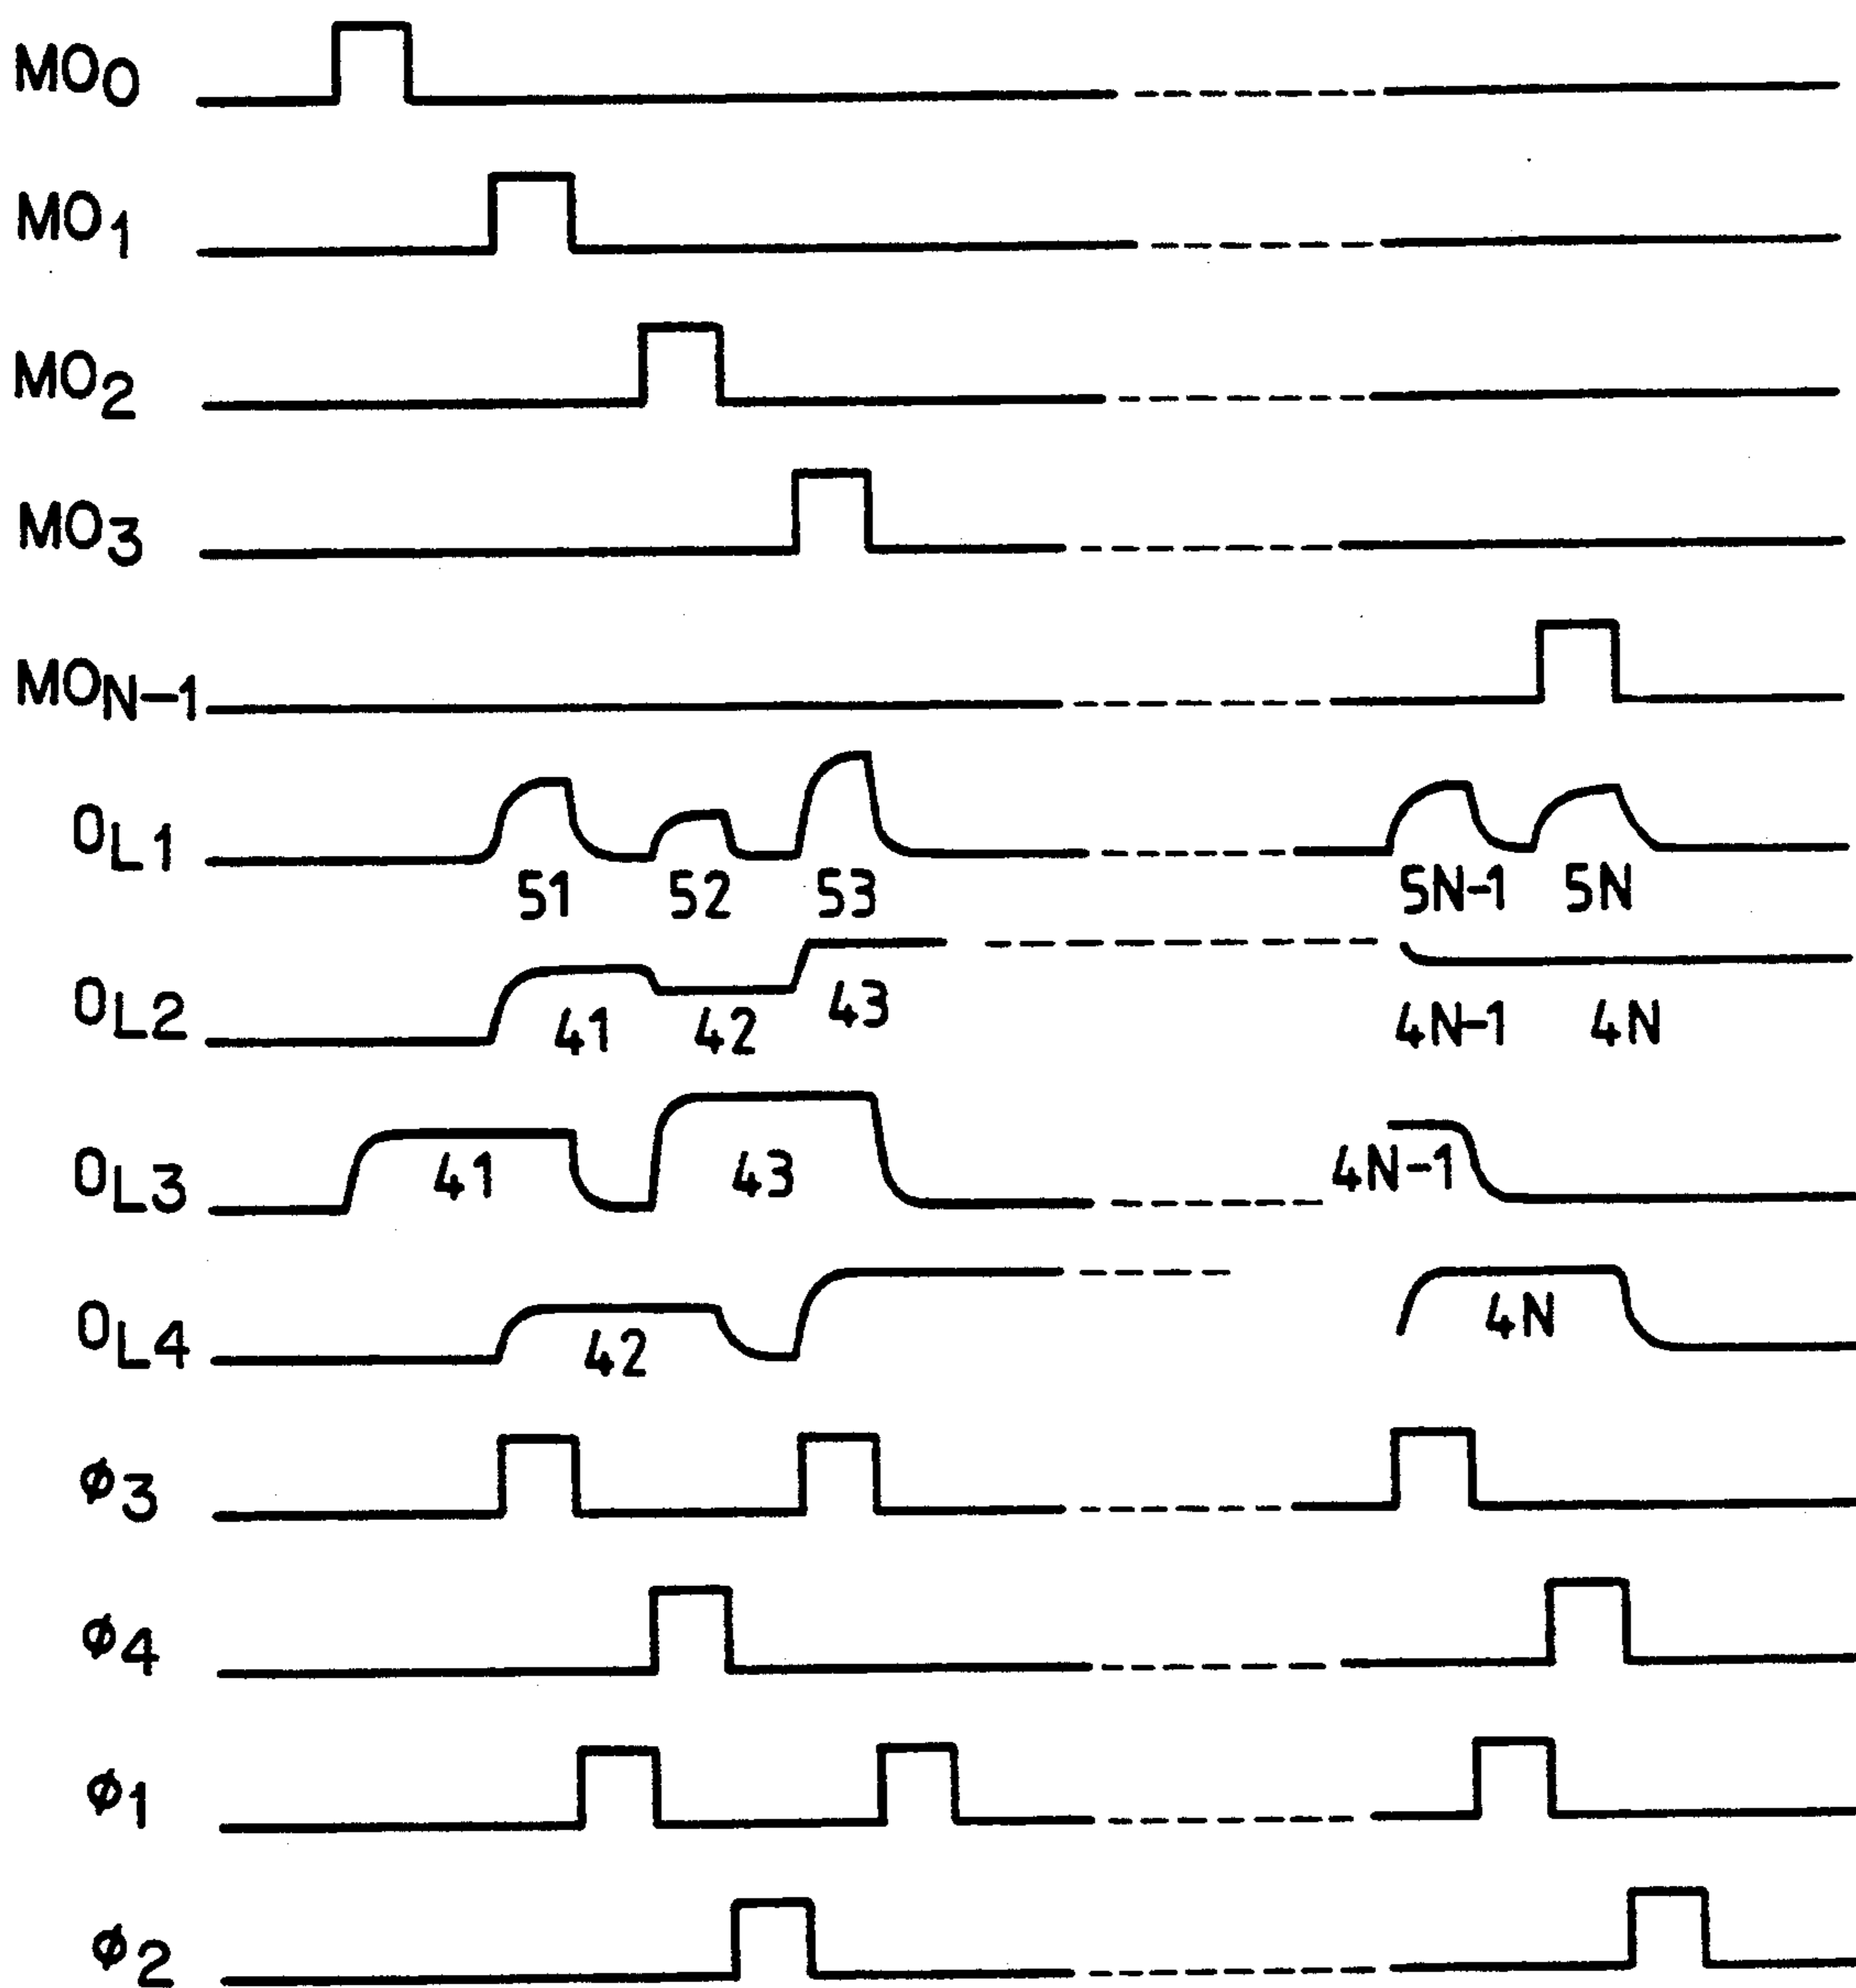 MO0
MO1
MO2
MO3
MON-1
OL1
51 52 53 5N-1 5N
OL2
41 42 43 4N-1 4N
OL3
41 43 4N-1
OL4
42 4N
φ3
φ4
φ1
φ2